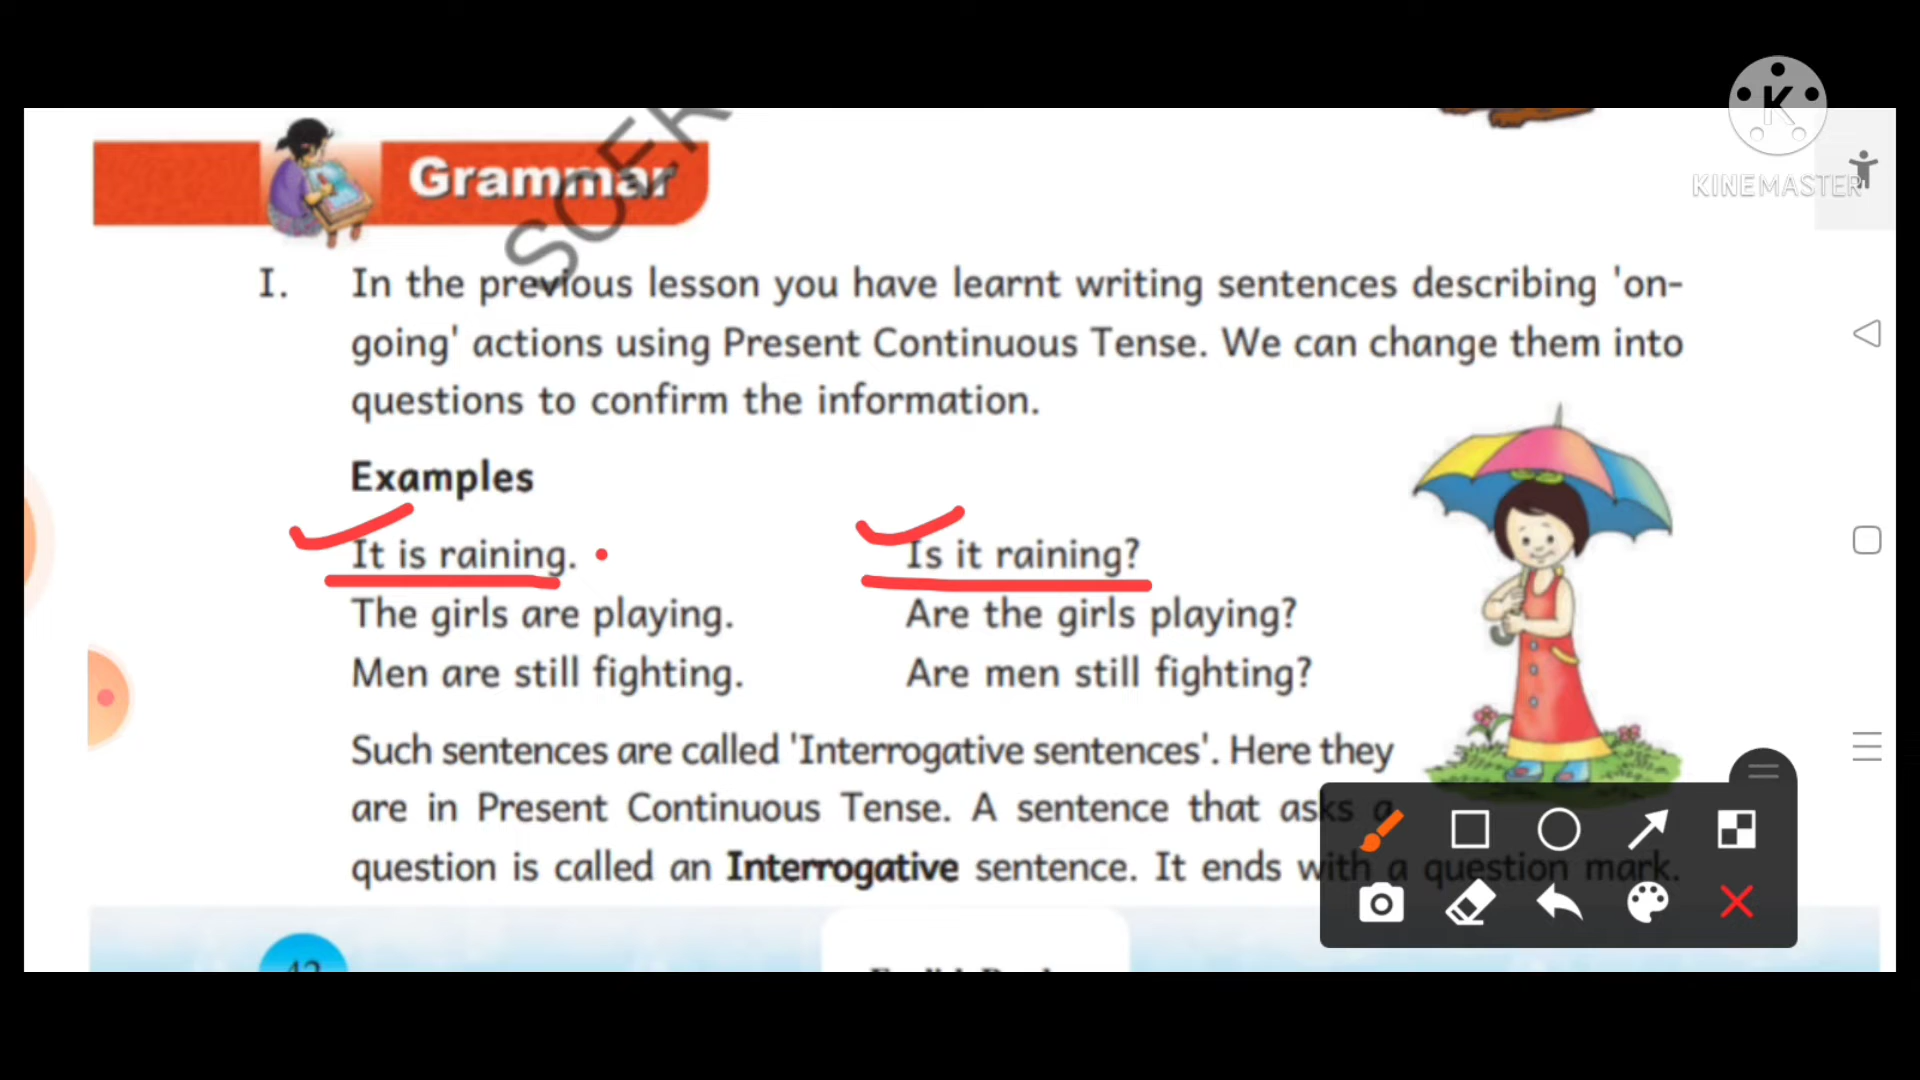 K
KINEMASTER
Grammar
SCER
I. In the previous lesson you have learnt writing sentences describing 'on-
going' actions using Present Continuous Tense. We can change them into
questions to confirm the information.
Examples
It is raining. Is it raining?
The girls are playing. Are the girls playing?
Men are still fighting. Are men still fighting?
Such sentences are called 'Interrogative sentences'. Here they
are in Present Continuous Tense. A sentence that asks a
question is called an Interrogative sentence. It ends with a question mark.